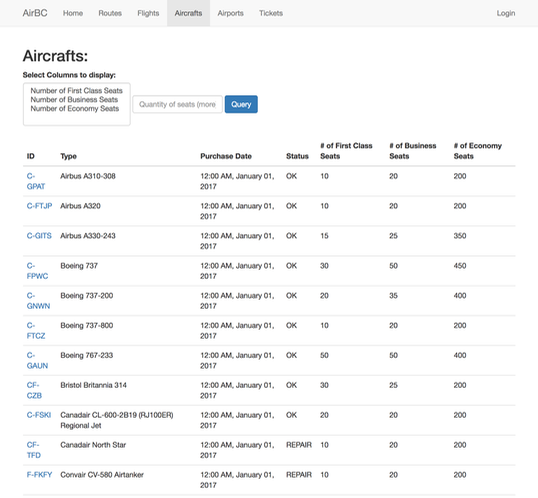 AirBC Home Routes Flights Aircrafts Airports Tickets Login
Aircrafts:
Select Columns to display:
Number of First Class Seats
Number of Business Seats
Number of Economy Seats
Quantity of seats (more
Query
ID Type Purchase Date Status # of First Class Seats # of Business Seats # of Economy Seats
C-GPAT Airbus A310-308 12:00 AM, January 01, 2017 OK 10 20 200
C-FTJP Airbus A320 12:00 AM, January 01, 2017 OK 10 20 200
C-GITS Airbus A330-243 12:00 AM, January 01, 2017 OK 15 25 350
C-FPWC Boeing 737 12:00 AM, January 01, 2017 OK 30 50 450
C-GNWN Boeing 737-200 12:00 AM, January 01, 2017 OK 20 35 400
C-FTCZ Boeing 737-800 12:00 AM, January 01, 2017 OK 10 20 200
C-GAUN Boeing 767-233 12:00 AM, January 01, 2017 OK 50 50 400
CF-CZB Bristol Britannia 314 12:00 AM, January 01, 2017 OK 30 25 200
C-FSKI Canadair CL-600-2B19 (RJ100ER) Regional Jet 12:00 AM, January 01, 2017 OK 20 20 200
CF-TFD Canadair North Star 12:00 AM, January 01, 2017 REPAIR 10 20 200
F-FKFY Convair CV-580 Airtanker 12:00 AM, January 01, 2017 REPAIR 10 20 200